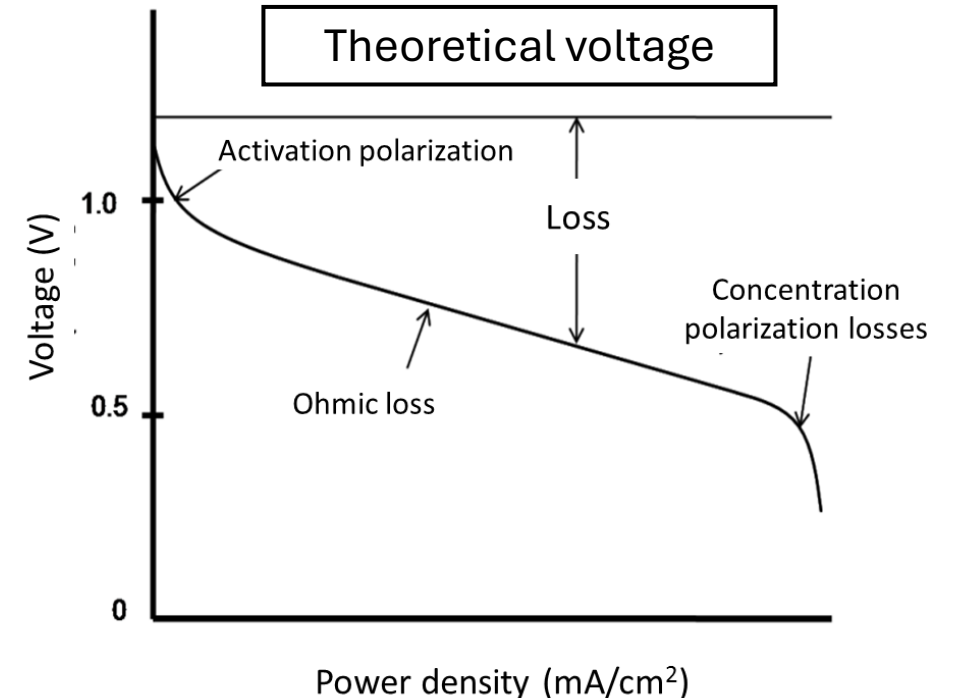 Theoretical voltage
Activation polarization
1.0
Loss
Concentration
polarization losses
Voltage (V)
Ohmic loss
0.5
0
Power density (mA/cm²)